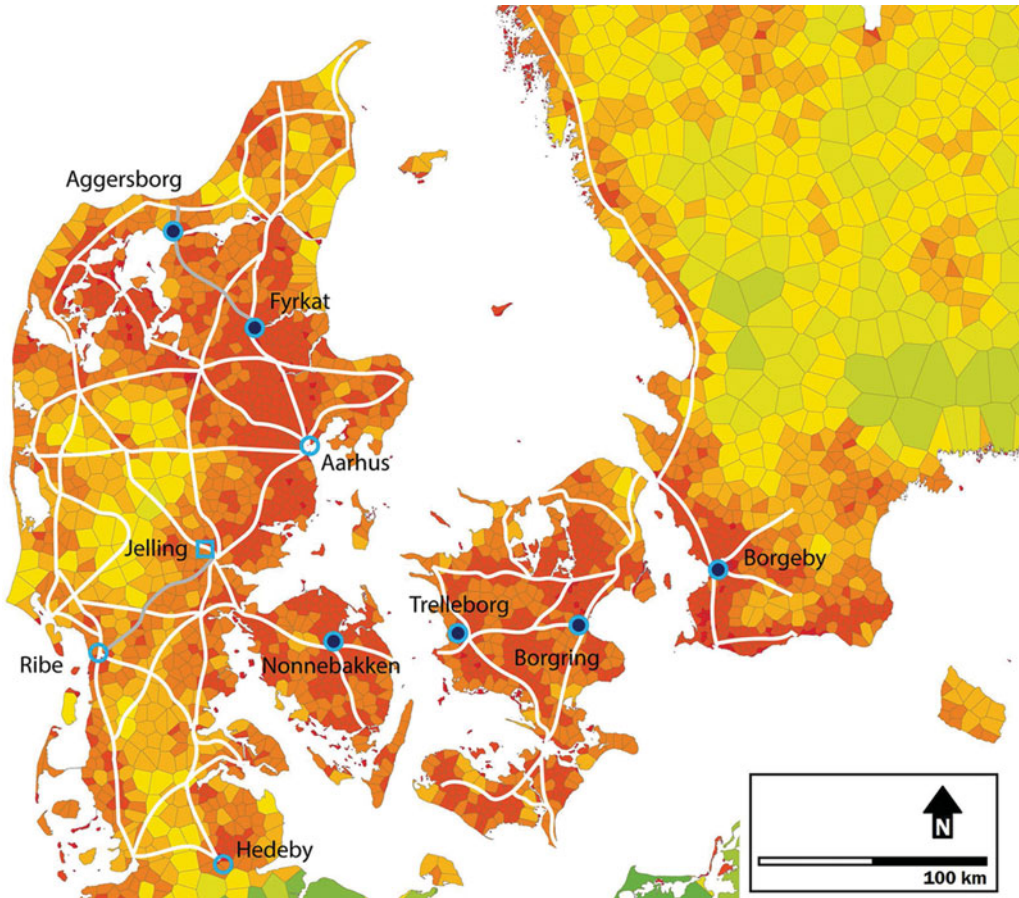 Aggersborg
Fyrkat
Aarhus
Jelling
Borgeby
Trelleborg
Ribe
Nonnebakken
Borgring
Hedeby
N
100 km